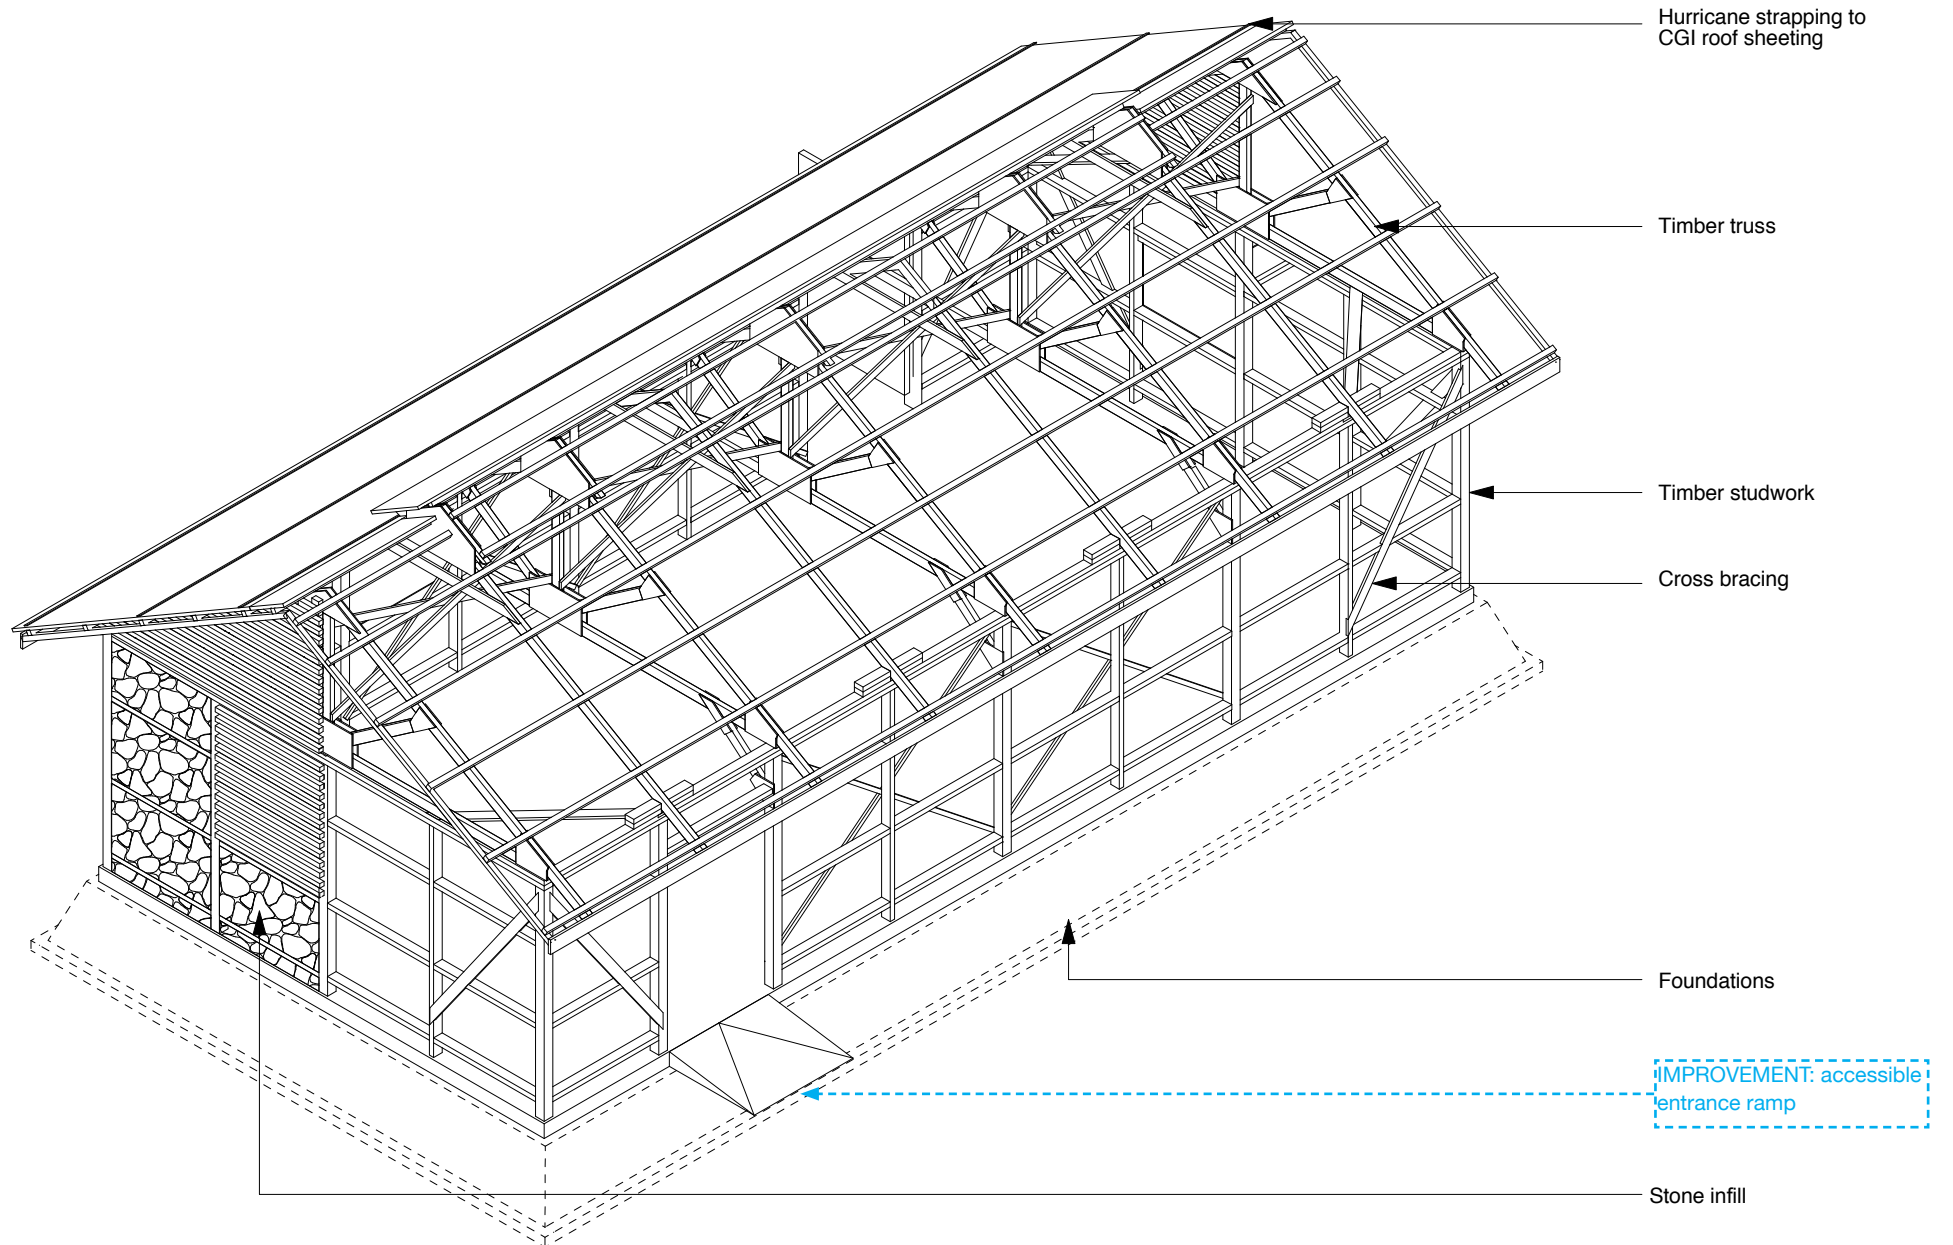 Hurricane strapping to
CGI roof sheeting
Timber truss
Timber studwork
Cross bracing
Foundations
IMPROVEMENT: accessible
entrance ramp
Stone infill